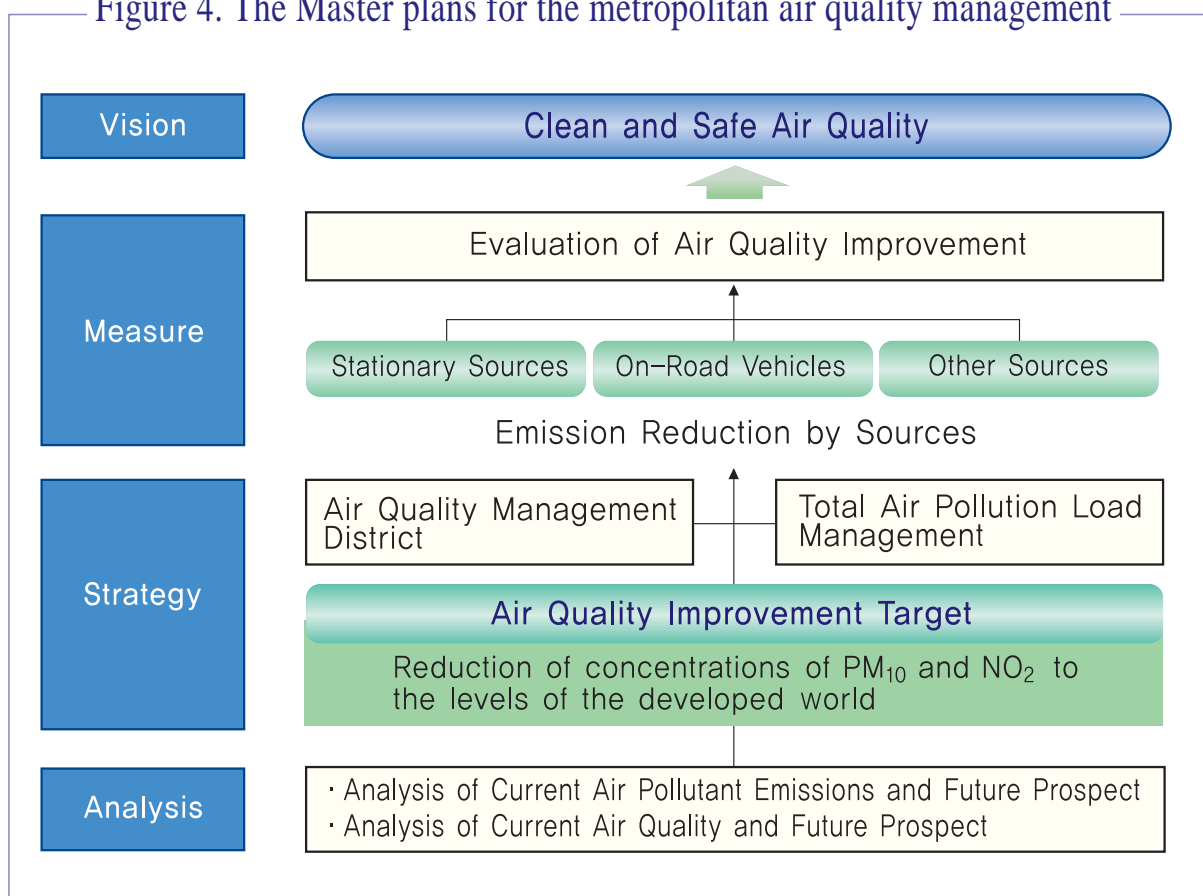 Figure 4. The Master plans for the metropolitan air quality management
Vision
Clean and Safe Air Quality
Measure
Evaluation of Air Quality Improvement
Stationary Sources
On-Road Vehicles
Other Sources
Emission Reduction by Sources
Strategy
Air Quality Management
District
Total Air Pollution Load
Management
Air Quality Improvement Target
Reduction of concentrations of PM₁₀ and NO₂ to
the levels of the developed world
Analysis
· Analysis of Current Air Pollutant Emissions and Future Prospect
· Analysis of Current Air Quality and Future Prospect